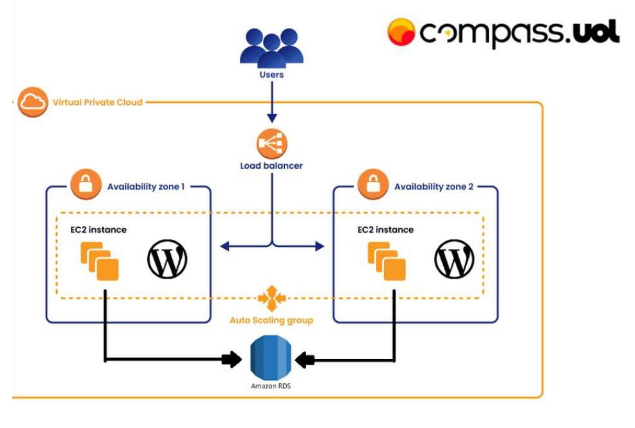 compass.uol
Users
Virtual Private Cloud
Load balancer
Availability zone 1
Availability zone 2
EC2 instance
EC2 instance
Auto Scaling group
Amazon RDS